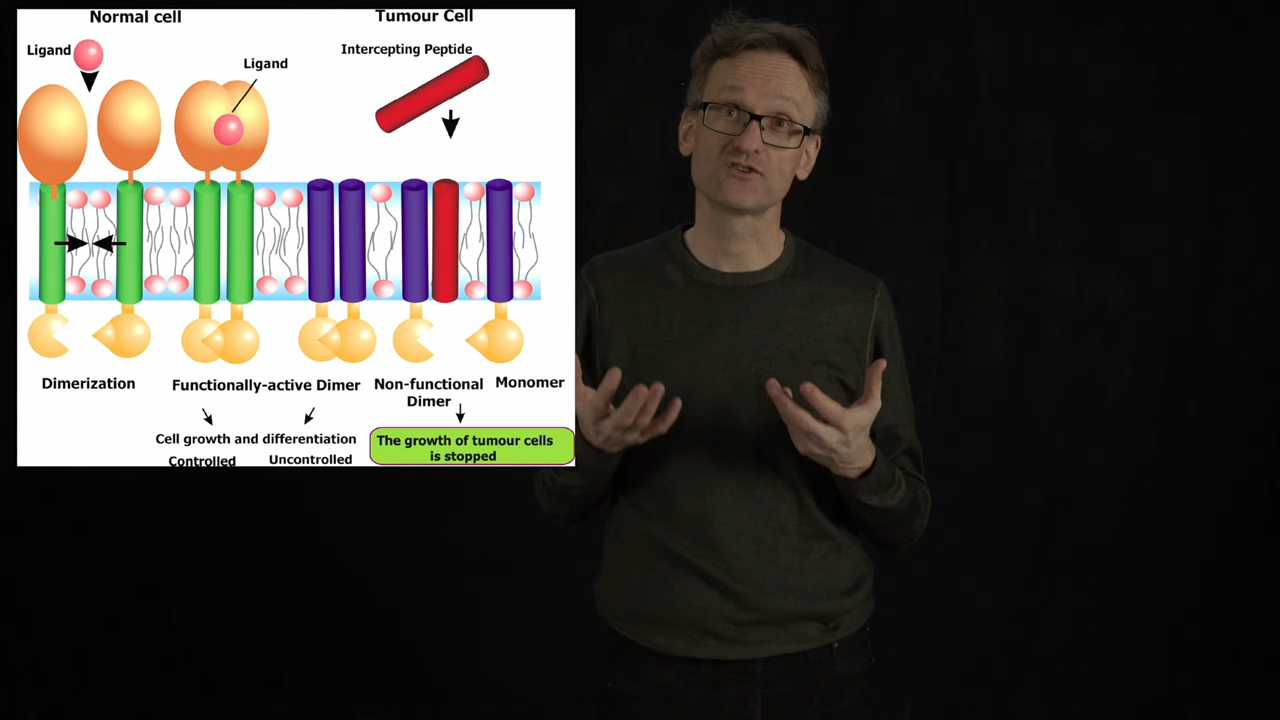 Normal cell
Tumour Cell
Ligand
Intercepting Peptide
Ligand
Dimerization
Functionally-active Dimer
Non-functional
Dimer
Monomer
Cell growth and differentiation
Controlled
Uncontrolled
The growth of tumour cells
is stopped